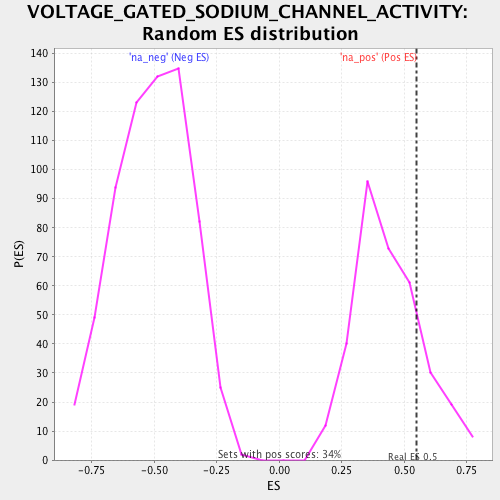 VOLTAGE_GATED_SODIUM_CHANNEL_ACTIVITY:
Random ES distribution
'na_neg' (Neg ES)
'na_pos' (Pos ES)
140
130
120
110
100
90
80
70
60
50
40
30
20
10
0
P(ES)
Sets with pos scores: 34%
Real ES 0.5
-0.75
-0.50
-0.25
0.00
0.25
0.50
0.75
ES